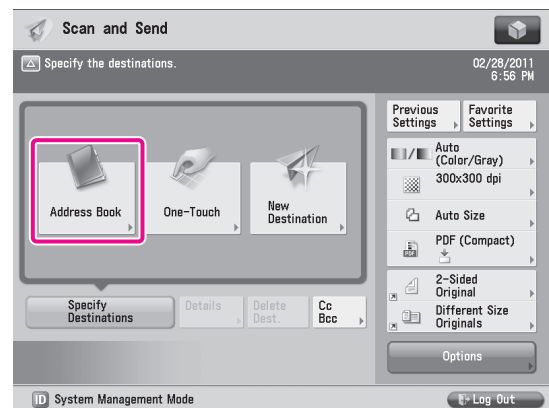 Scan and Send
Specify the destinations.
02/28/2011
6:56 PM
Address Book
One-Touch
New
Destination
Specify
Destinations
Details
Delete
Dest.
Cc
Bcc
Previous
Settings
Favorite
Settings
Auto
(Color/Gray)
300x300 dpi
Auto Size
PDF
PDF (Compact)
2-Sided
Original
Different Size
Originals
Options
ID System Management Mode
Log Out